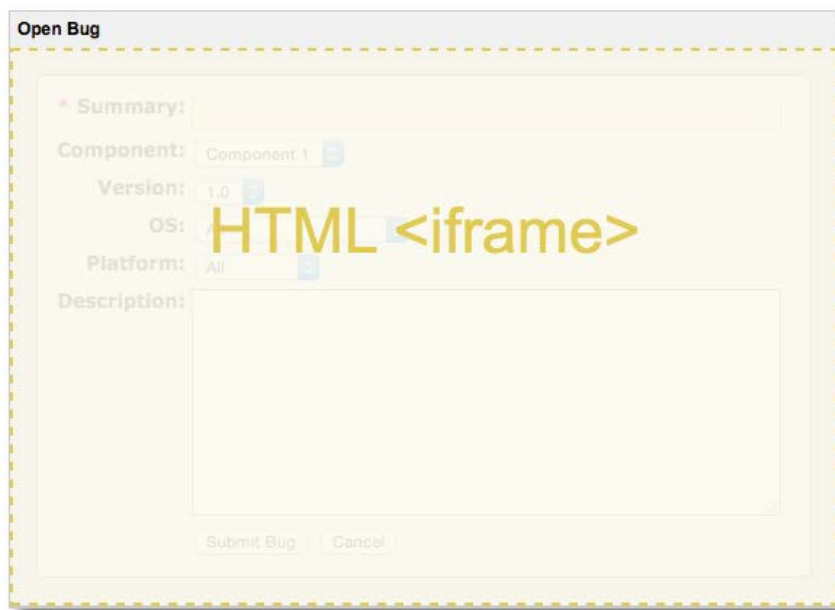 Open Bug
* Summary:
Component: Component 1
Version: 1.0
OS:
HTML <iframe>
Platform: All
Description:
Submit Bug Cancel